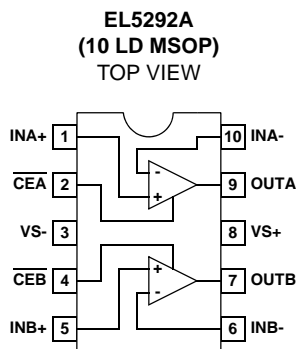 EL5292A
(10 LD MSOP)
TOP VIEW
INA+ 1 10 INA-
CEA 2 - + 9 OUTA
VS- 3 8 VS+
CEB 4 + - 7 OUTB
INB+ 5 6 INB-